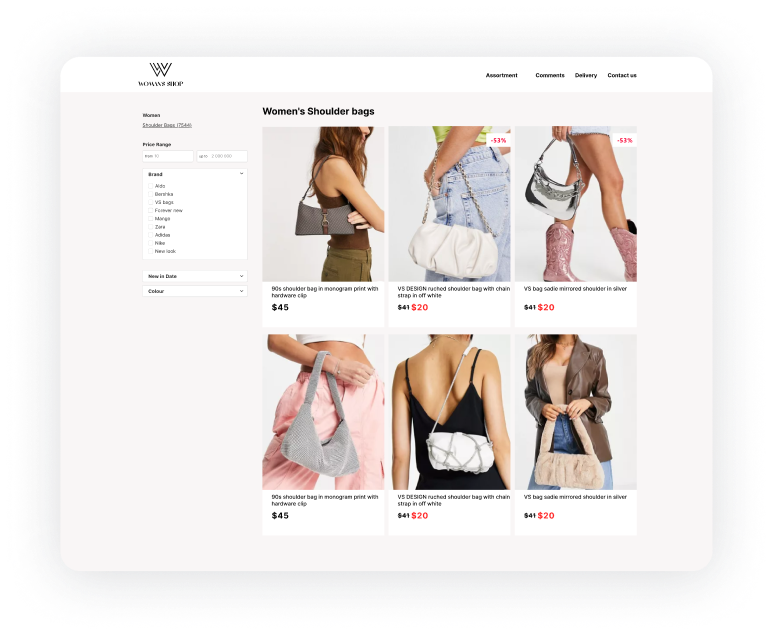 WOMANS SHOP
Assortment Comments Delivery Contact us
Women
Shoulder Bags (7544)
Price Range
from 10 up to 3 000 000
Brand
Aldo
Bershka
VS bags
Forever new
Mango
Zara
Adidas
Nike
New look
New in Date
Colour
Women's Shoulder bags
-53%
-53%
90s shoulder bag in monogram print with
hardware clip
$45
VS DESIGN ruched shoulder bag with chain
strap in off white
$41 $20
VS bag sadie mirrored shoulder in silver
$41 $20
90s shoulder bag in monogram print with
hardware clip
$45
VS DESIGN ruched shoulder bag with chain
strap in off white
$41 $20
VS bag sadie mirrored shoulder in silver
$41 $20